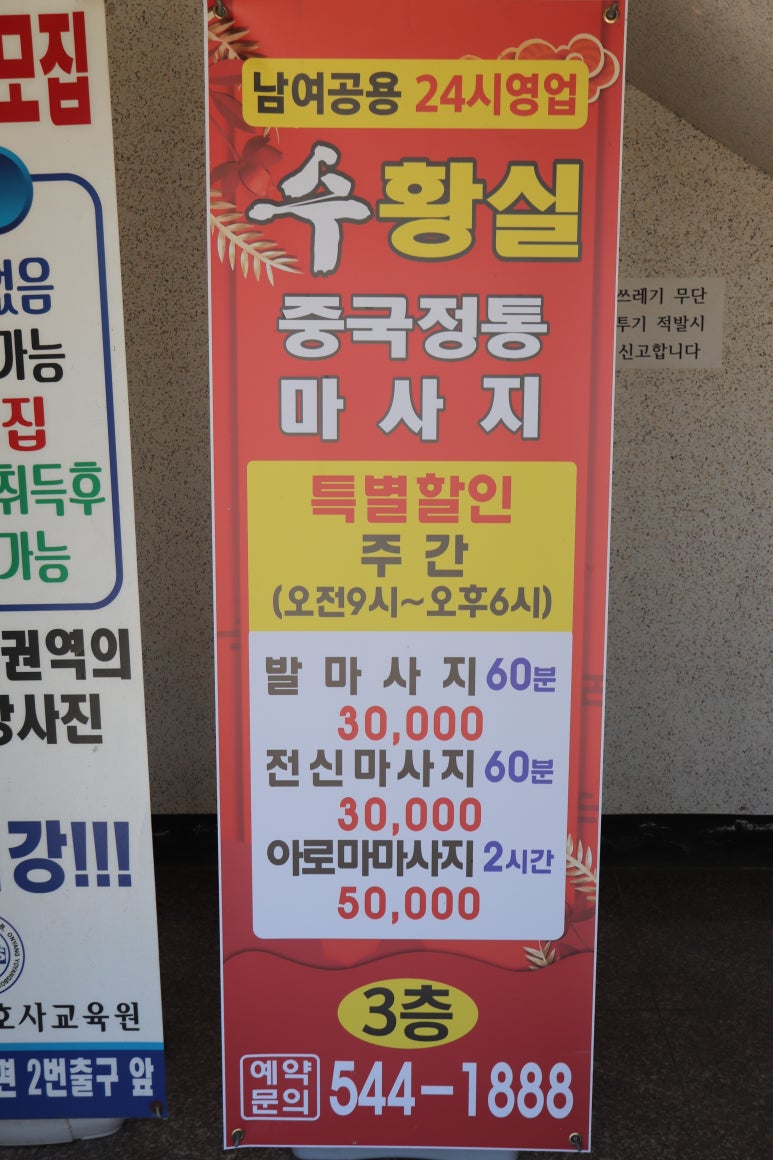 남여공용 24시영업
수황실
중국정통
마사지
특별할인
주간
(오전9시~오후6시)
발마사지 60분
30,000
전신마사지 60분
30,000
아로마마사지 2시간
50,000
3층
예약
문의 544-1888
모집
없음
가능
집
취득후
가능
권역의
강사진
강!!!
호사교육원
편 2번출구 앞
쓰레기 무단
투기 적발시
신고합니다